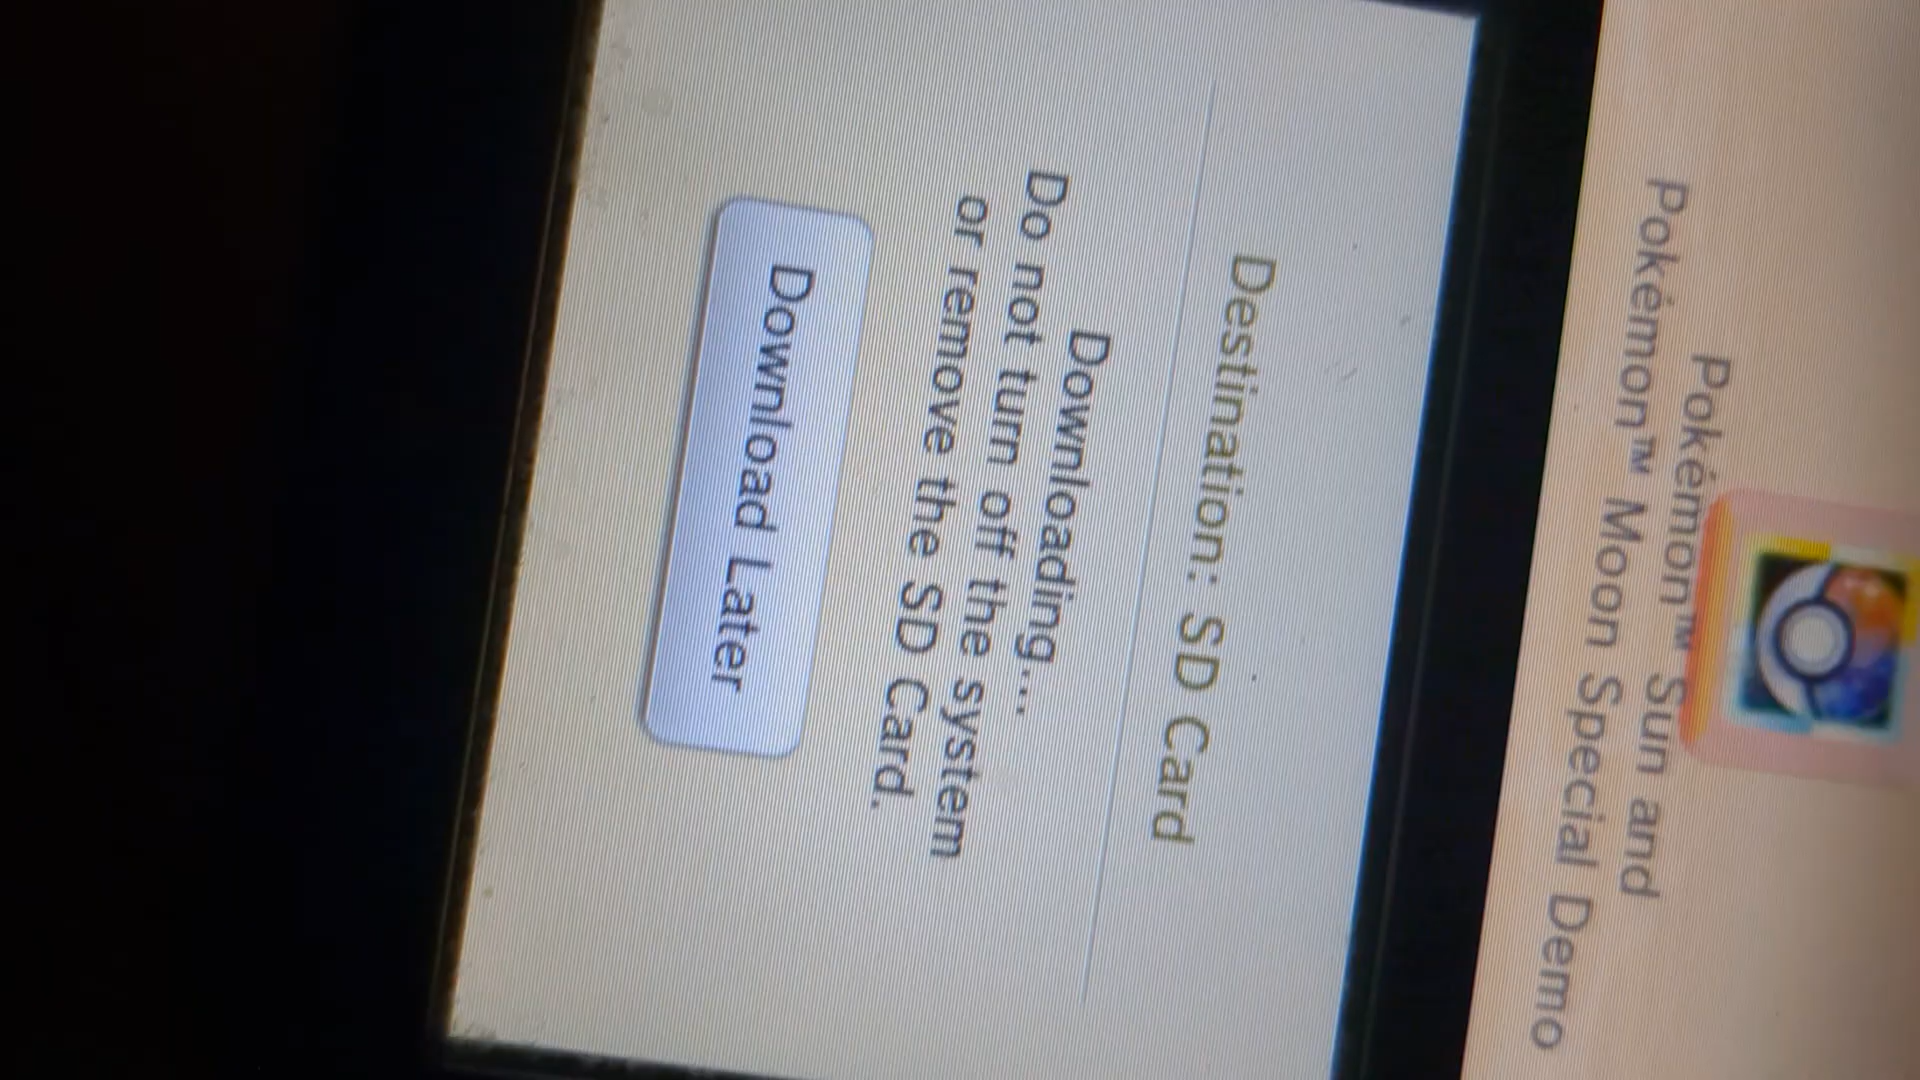 Pokémon™ Sun and
Pokémon™ Moon Special Demo
Destination: SD Card
Downloading...
Do not turn off the system
or remove the SD Card.
Download Later